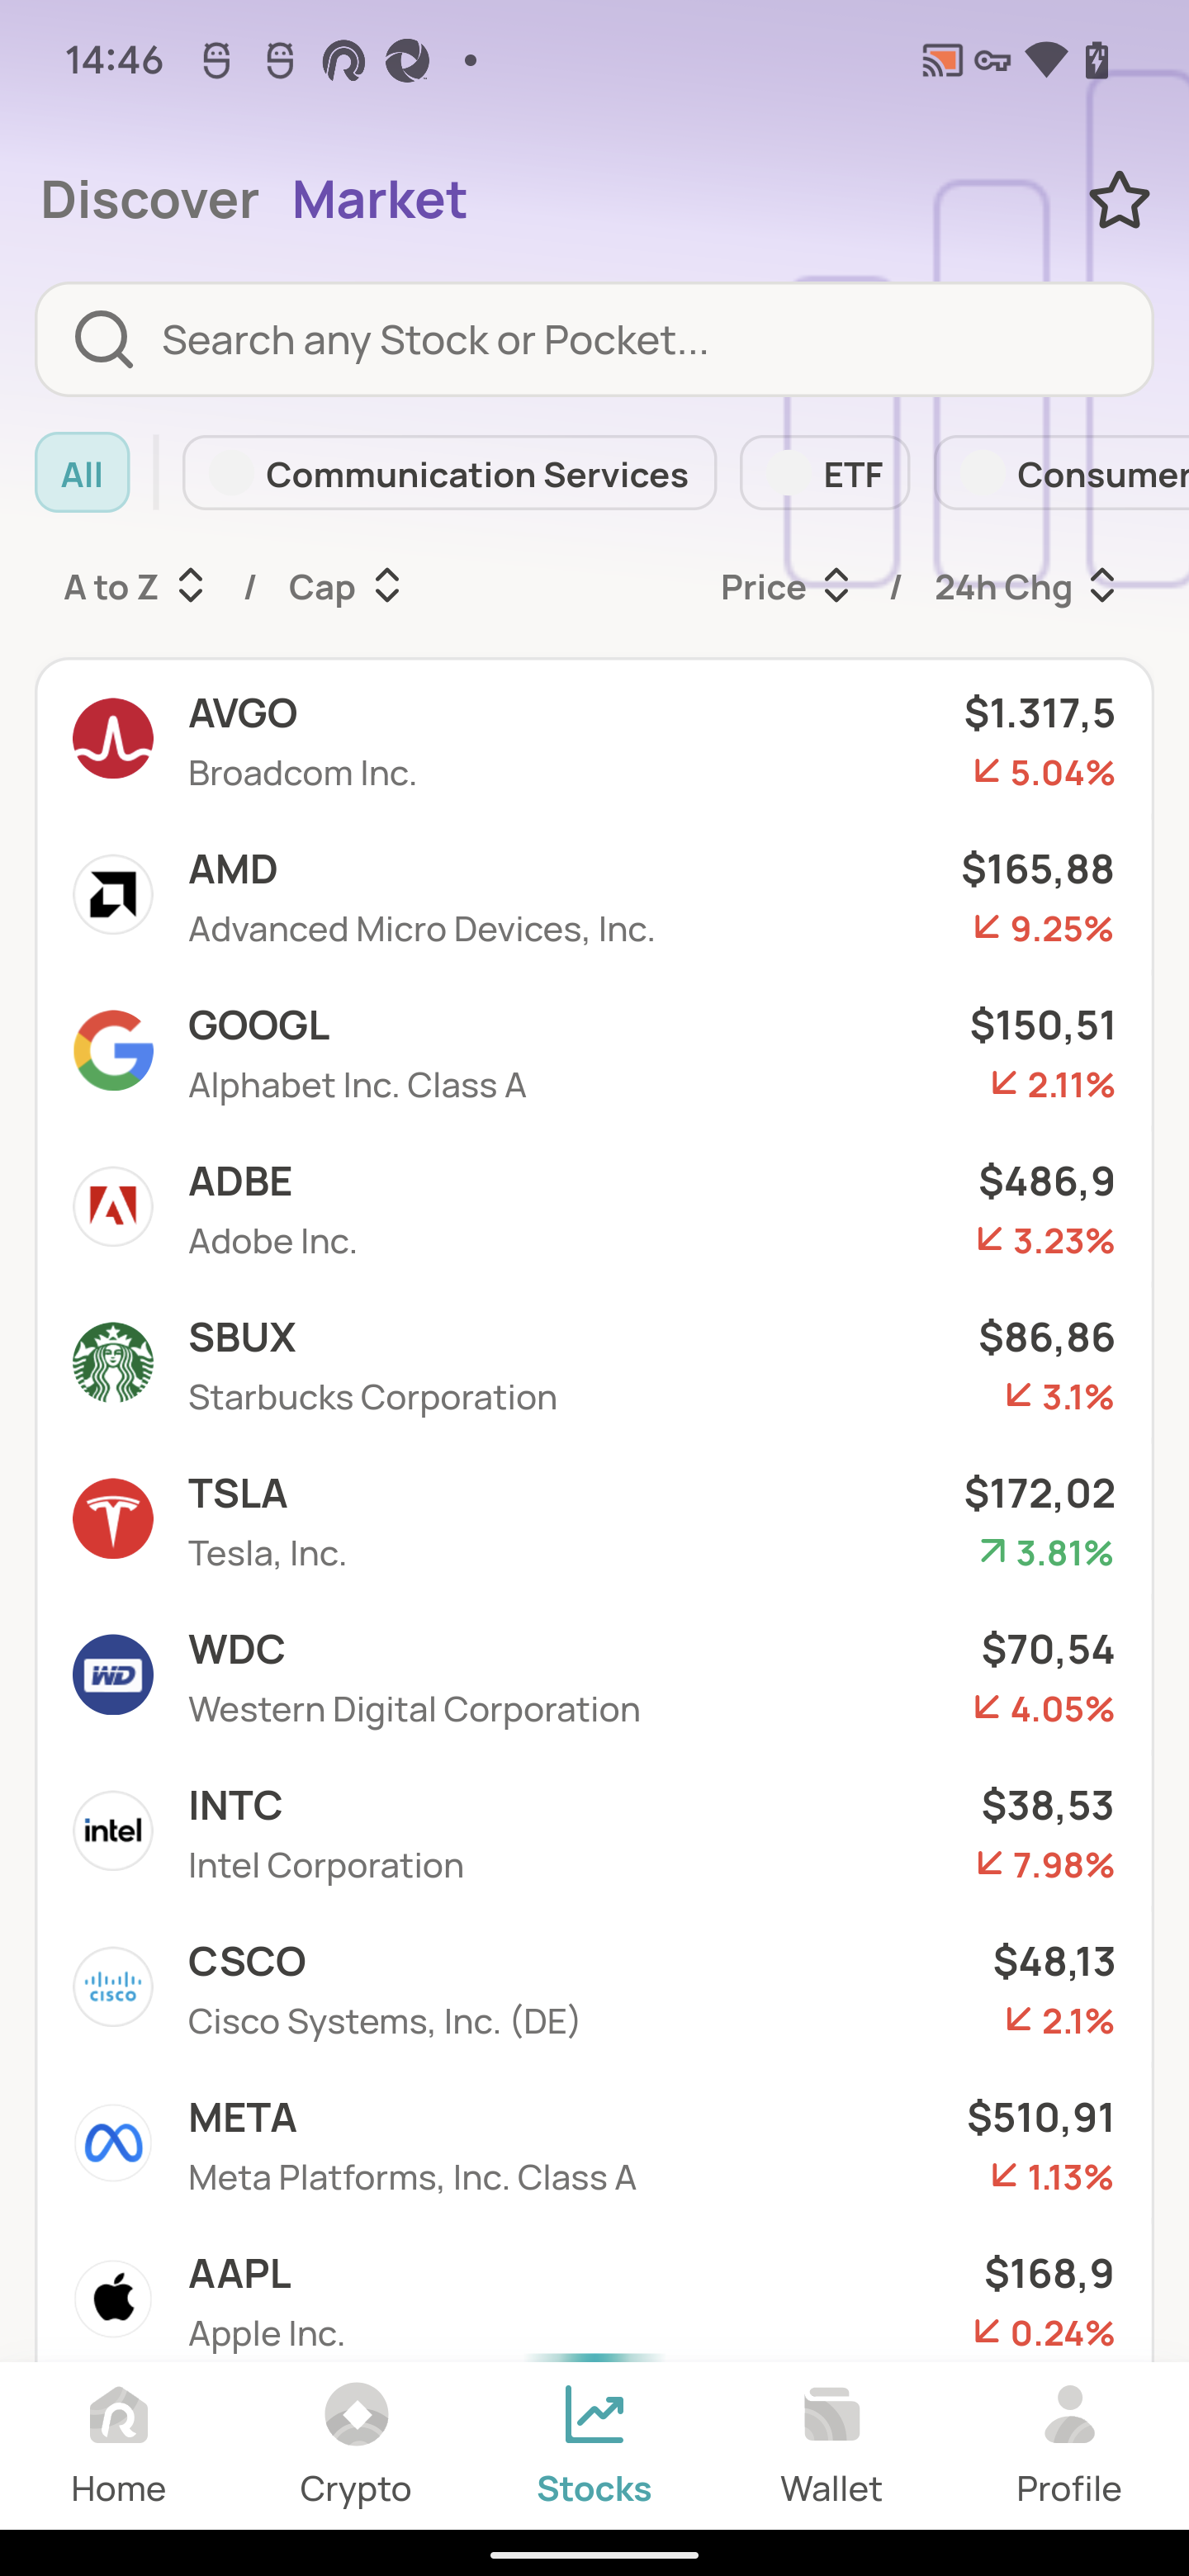 14:46
Discover Market
Search any Stock or Pocket...
All Communication Services ETF Consumer
A to Z / Cap Price / 24h Chg
AVGO $1.317,5
Broadcom Inc. 5.04%
AMD $165,88
Advanced Micro Devices, Inc. 9.25%
GOOGL $150,51
Alphabet Inc. Class A 2.11%
ADBE $486,9
Adobe Inc. 3.23%
SBUX $86,86
Starbucks Corporation 3.1%
TSLA $172,02
Tesla, Inc. 3.81%
WD
WDC $70,54
Western Digital Corporation 4.05%
intel
INTC $38,53
Intel Corporation 7.98%
CISCO
CSCO $48,13
Cisco Systems, Inc. (DE) 2.1%
META $510,91
Meta Platforms, Inc. Class A 1.13%
AAPL $168,9
Apple Inc. 0.24%
Home Crypto Stocks Wallet Profile